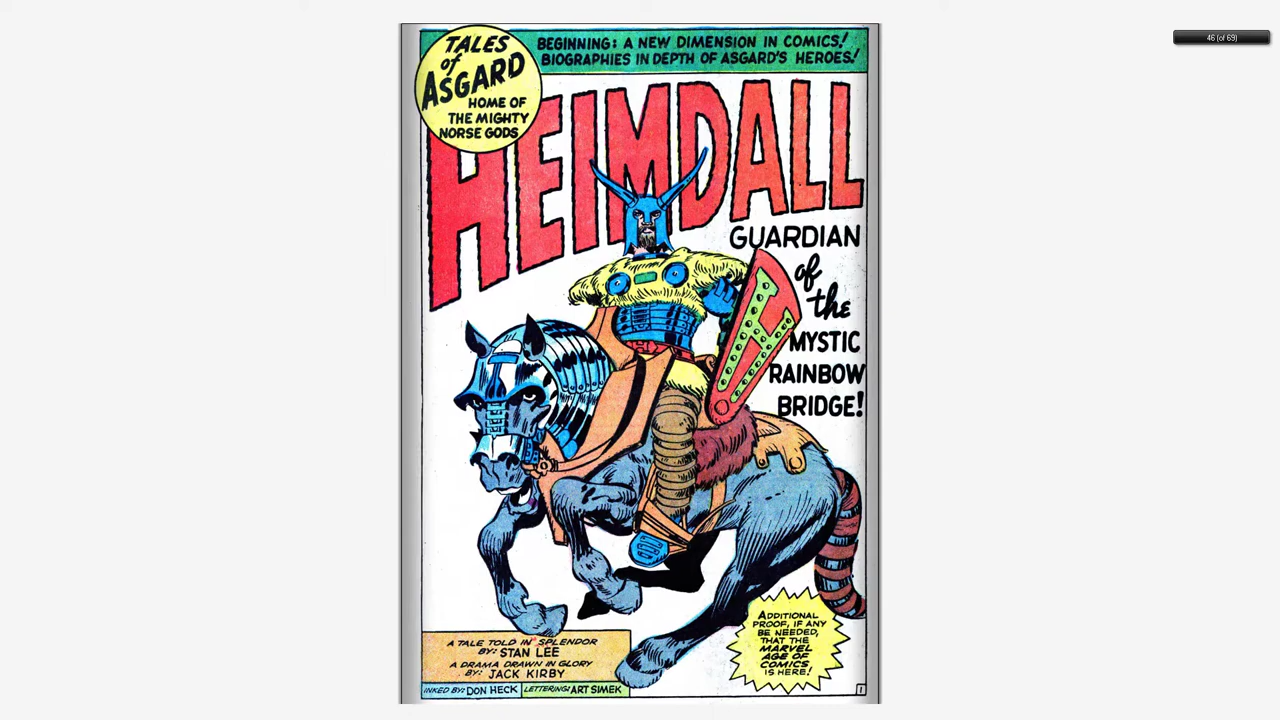 46 (of 69)
TALES
of
ASGARD
HOME OF
THE MIGHTY
NORSE GODS
BEGINNING: A NEW DIMENSION IN COMICS!
BIOGRAPHIES IN DEPTH OF ASGARD'S HEROES!
HEIMDALL
GUARDIAN
of
the
MYSTIC
RAINBOW
BRIDGE!
A TALE TOLD IN SPLENDOR
BY: STAN LEE
A DRAMA DRAWN IN GLORY
BY: JACK KIRBY
INKED BY: DON HECK
LETTERING: ART SIMEK
ADDITIONAL
PROOF, IF ANY
BE NEEDED,
THAT THE
MARVEL
AGE OF
COMICS
IS HERE!
1